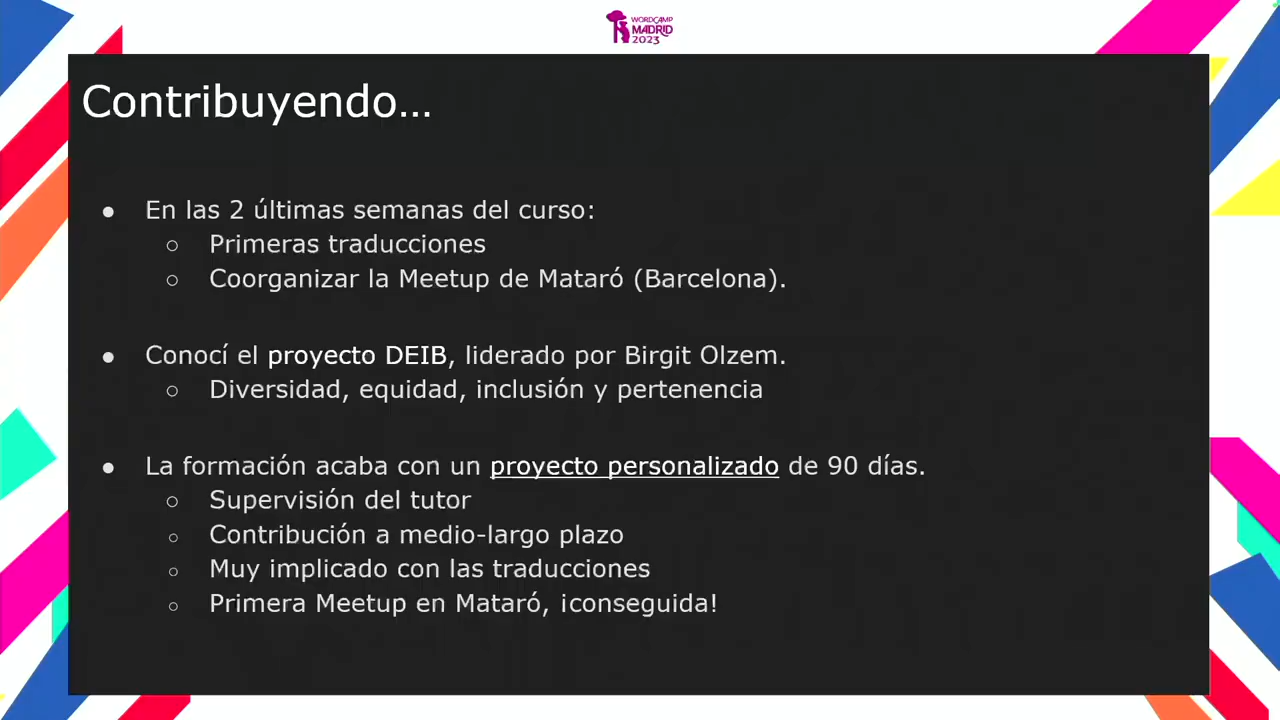 WORDCAMP
MADRID
2023
Contribuyendo...
● En las 2 últimas semanas del curso:
○ Primeras traducciones
○ Coorganizar la Meetup de Mataró (Barcelona).
● Conocí el proyecto DEIB, liderado por Birgit Olzem.
○ Diversidad, equidad, inclusión y pertenencia
● La formación acaba con un proyecto personalizado de 90 días.
○ Supervisión del tutor
○ Contribución a medio-largo plazo
○ Muy implicado con las traducciones
○ Primera Meetup en Mataró, ¡conseguida!